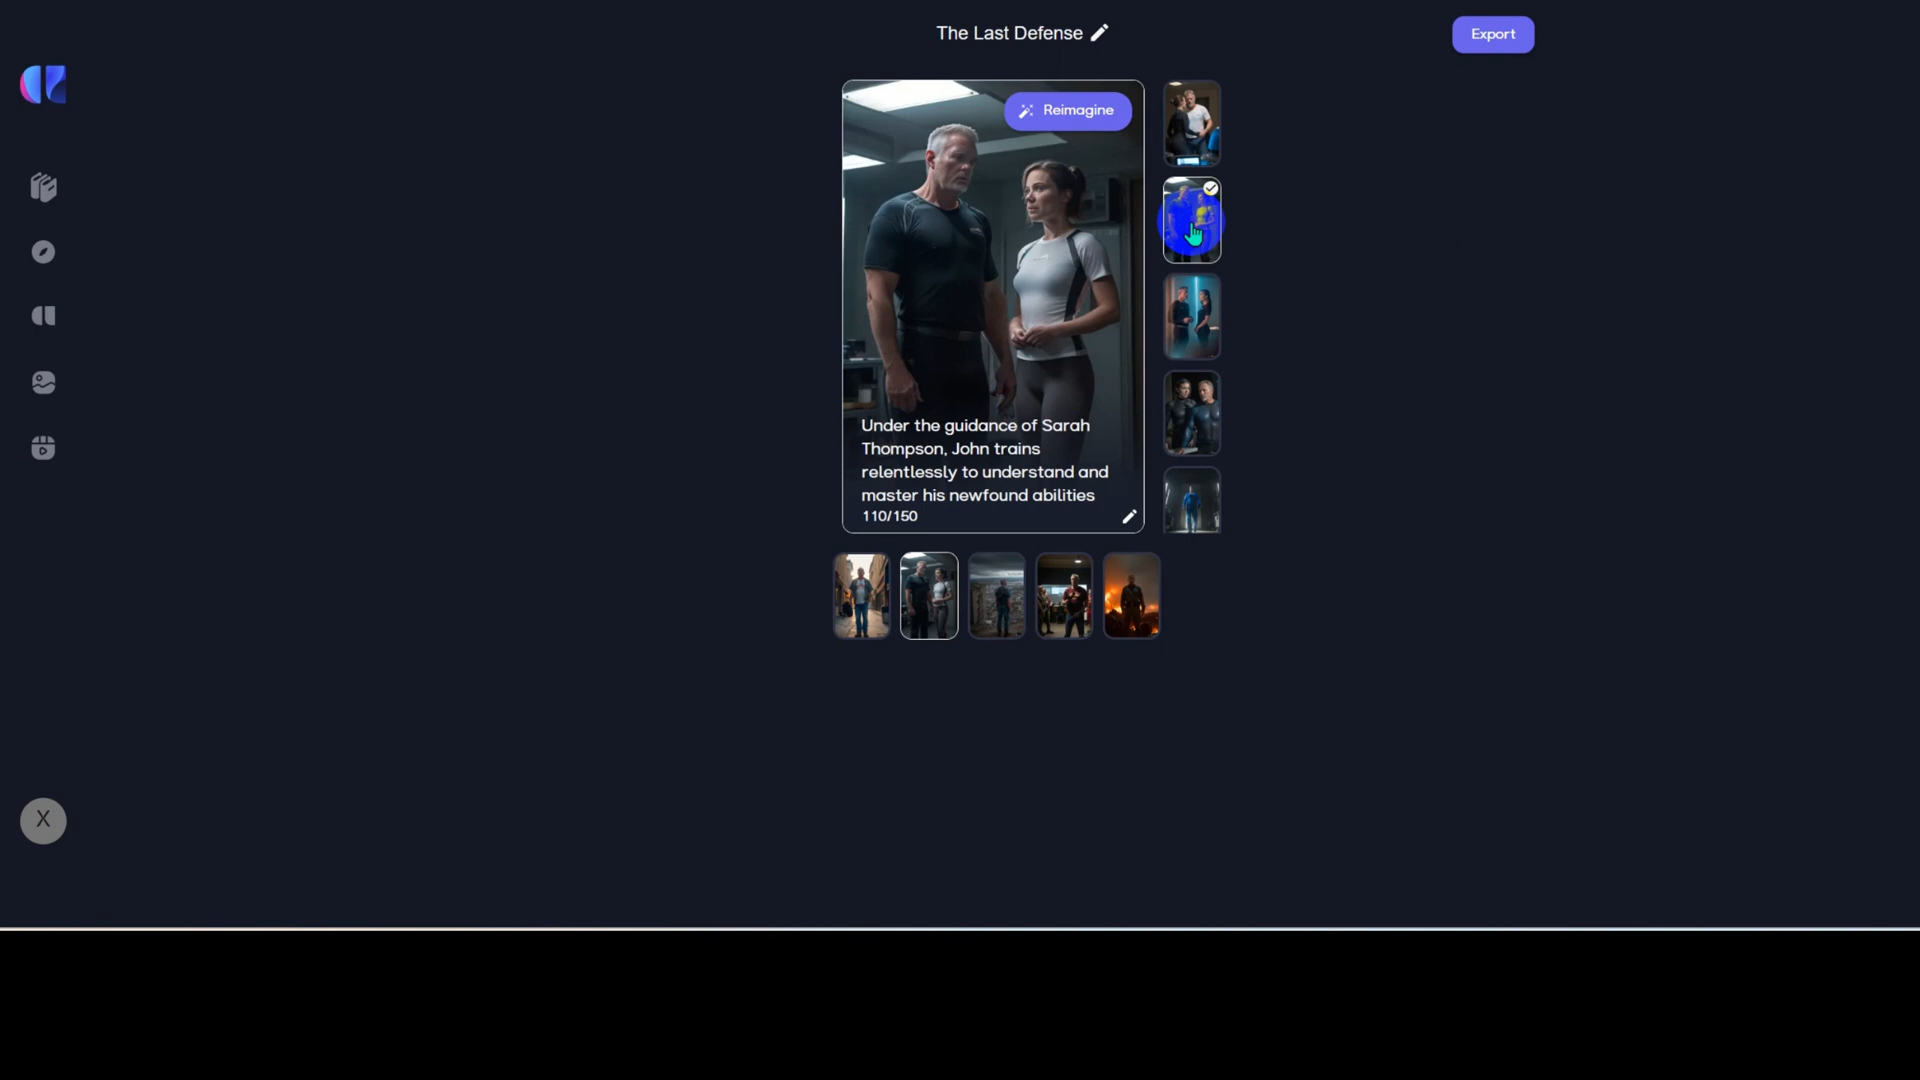 The Last Defense
Export
Reimagine
Under the guidance of Sarah
Thompson, John trains
relentlessly to understand and
master his newfound abilities
110/150
X